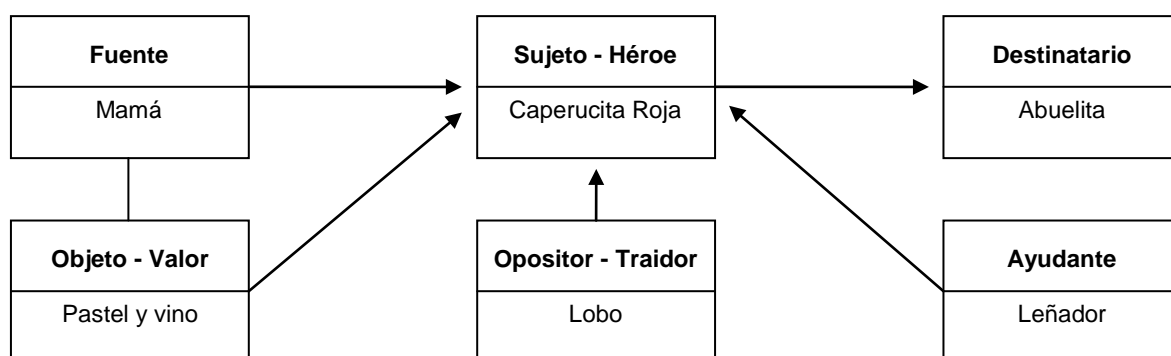 Fuente
Mamá
Sujeto - Héroe
Caperucita Roja
Destinatario
Abuelita
Objeto - Valor
Pastel y vino
Opositor - Traidor
Lobo
Ayudante
Leñador